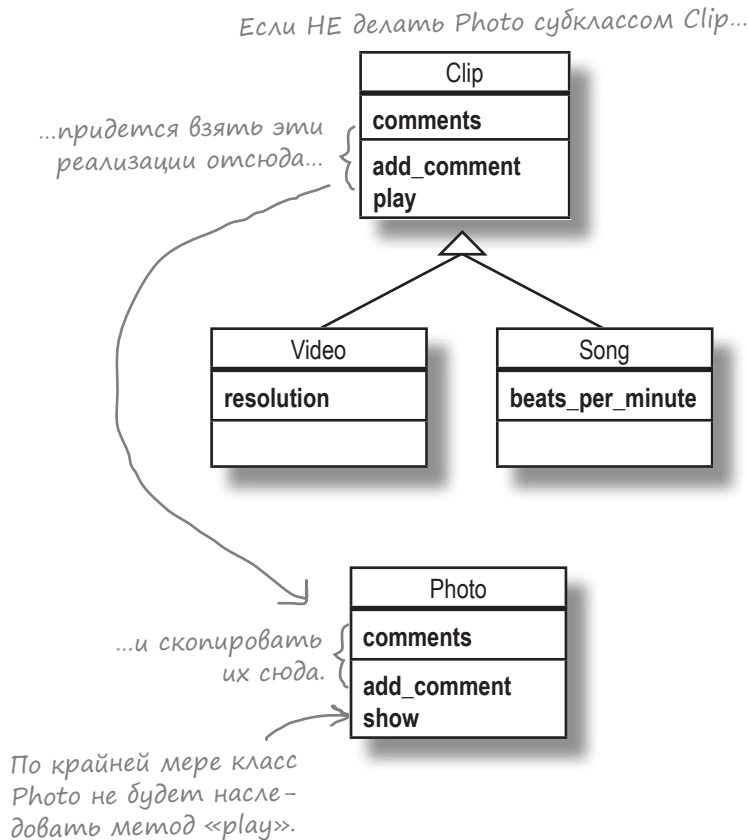 Если НЕ делать Photo субклассом Clip...
Clip
...придется взять эти
реализации отсюда...
comments
add_comment
play
Video
resolution
Song
beats_per_minute
Photo
...и скопировать
их сюда.
comments
add_comment
show
По крайней мере класс
Photo не будет насле-
довать метод «play».